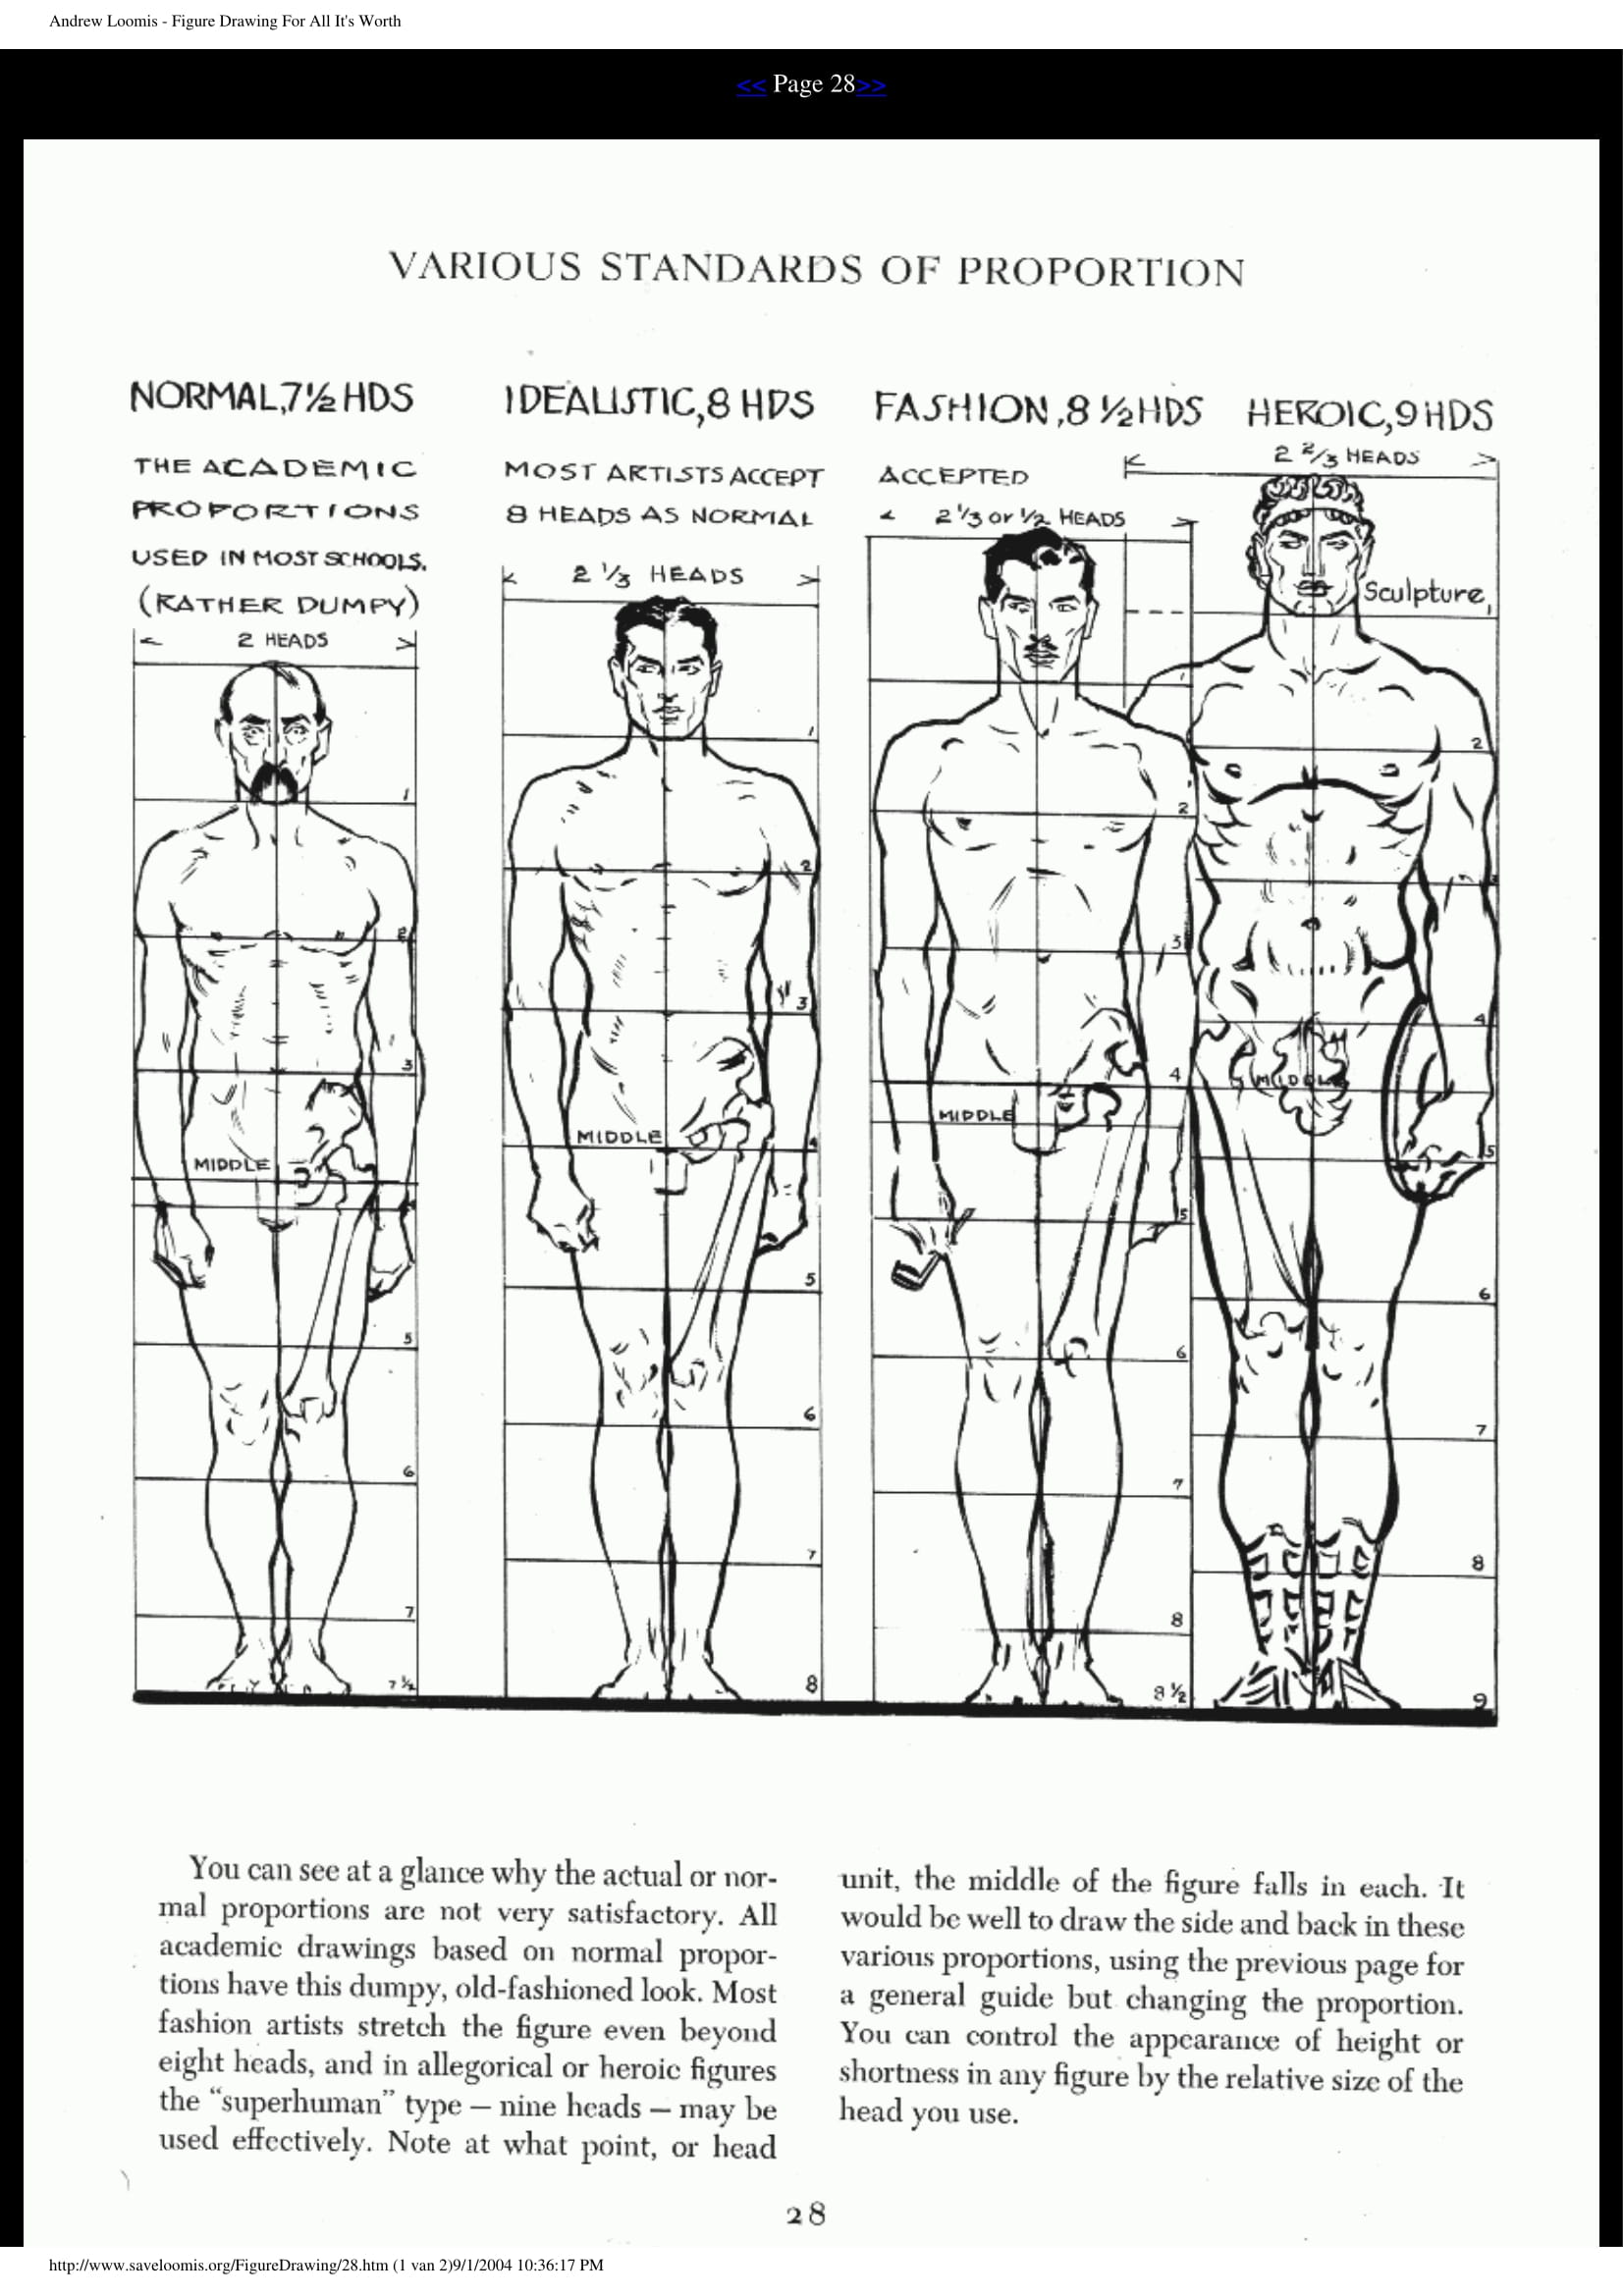 Andrew Loomis - Figure Drawing For All It's Worth
<< Page 28>>
VARIOUS STANDARDS OF PROPORTION
NORMAL, 7½ HDS
THE ACADEMIC
PROPORTIONS
USED IN MOST SCHOOLS.
(RATHER DUMPY)
2 HEADS
1
2
3
MIDDLE
4
5
6
7
7½
IDEALISTIC, 8 HDS
MOST ARTISTS ACCEPT
8 HEADS AS NORMAL
2 1/3 HEADS
1
2
3
MIDDLE
4
5
6
7
8
FASHION, 8 ½ HDS
ACCEPTED
2 1/3 or 1/2 HEADS
1
2
3
4
MIDDLE
5
6
7
8
8 ½
HEROIC, 9 HDS
2 2/3 HEADS
Sculpture,
1
2
3
4
MIDDLE
5
6
7
8
9
You can see at a glance why the actual or nor-
mal proportions are not very satisfactory. All
academic drawings based on normal propor-
tions have this dumpy, old-fashioned look. Most
fashion artists stretch the figure even beyond
eight heads, and in allegorical or heroic figures
the “superhuman” type — nine heads — may be
used effectively. Note at what point, or head
unit, the middle of the figure falls in each. It
would be well to draw the side and back in these
various proportions, using the previous page for
a general guide but changing the proportion.
You can control the appearance of height or
shortness in any figure by the relative size of the
head you use.
28
http://www.saveloomis.org/FigureDrawing/28.htm (1 van 2)9/1/2004 10:36:17 PM